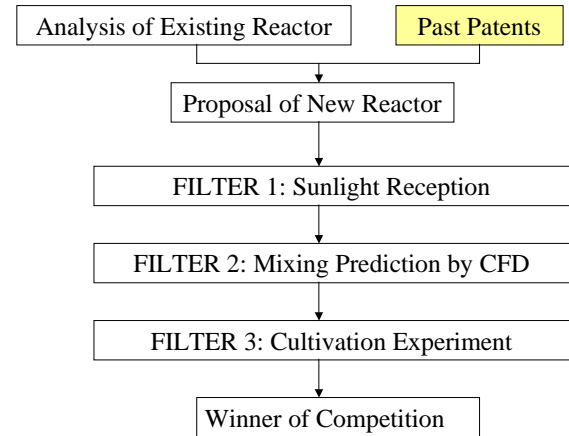 Analysis of Existing Reactor
Past Patents
Proposal of New Reactor
FILTER 1: Sunlight Reception
FILTER 2: Mixing Prediction by CFD
FILTER 3: Cultivation Experiment
Winner of Competition